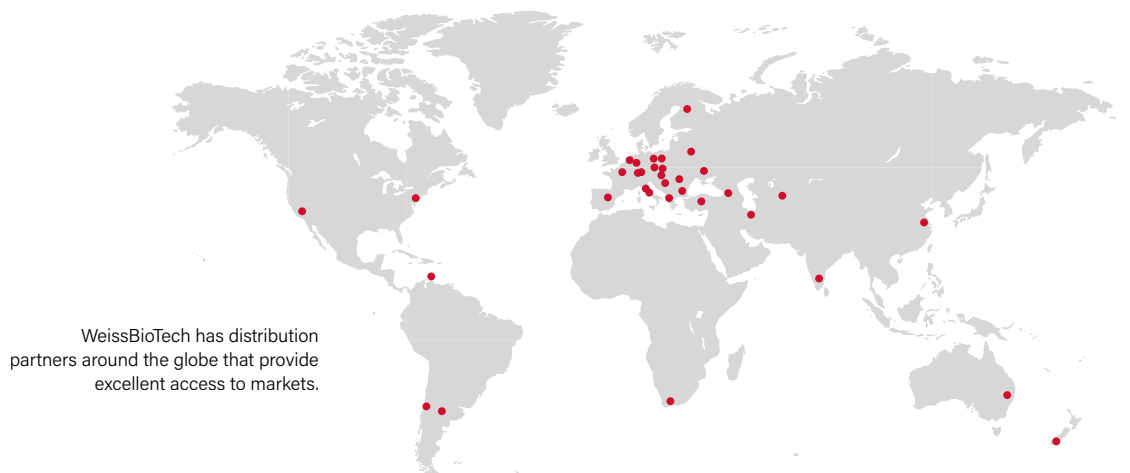 WeissBioTech has distribution
partners around the globe that provide
excellent access to markets.